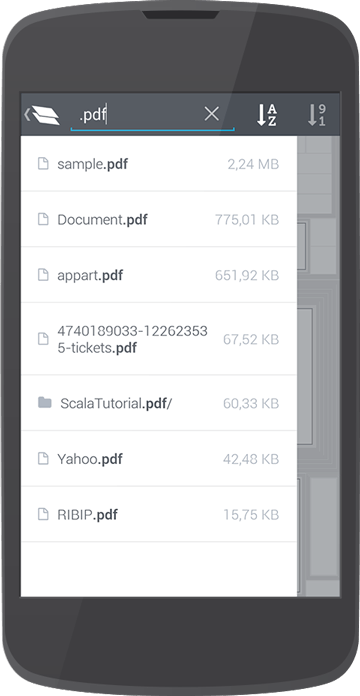 .pdf
A
Z
9
1
sample.pdf 2,24 MB
Document.pdf 775,01 KB
appart.pdf 651,92 KB
4740189033-12262353
5-tickets.pdf 67,52 KB
ScalaTutorial.pdf/ 60,33 KB
Yahoo.pdf 42,48 KB
RIBIP.pdf 15,75 KB